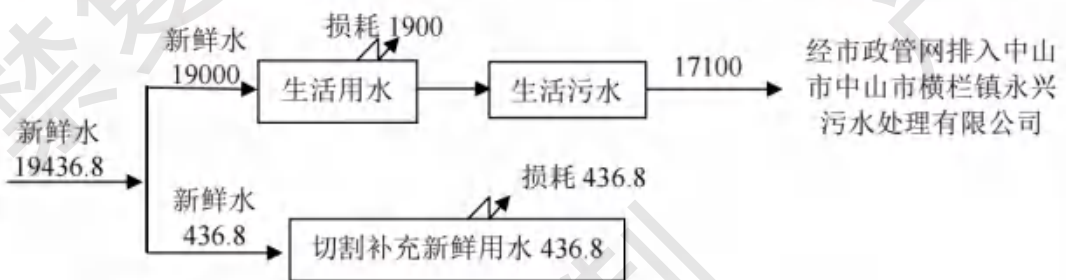 损耗 1900
新鲜水
19000
生活用水
生活污水
17100
经市政管网排入中山
市中山市横栏镇永兴
污水处理有限公司
新鲜水
19436.8
新鲜水
436.8
损耗 436.8
切割补充新鲜用水 436.8